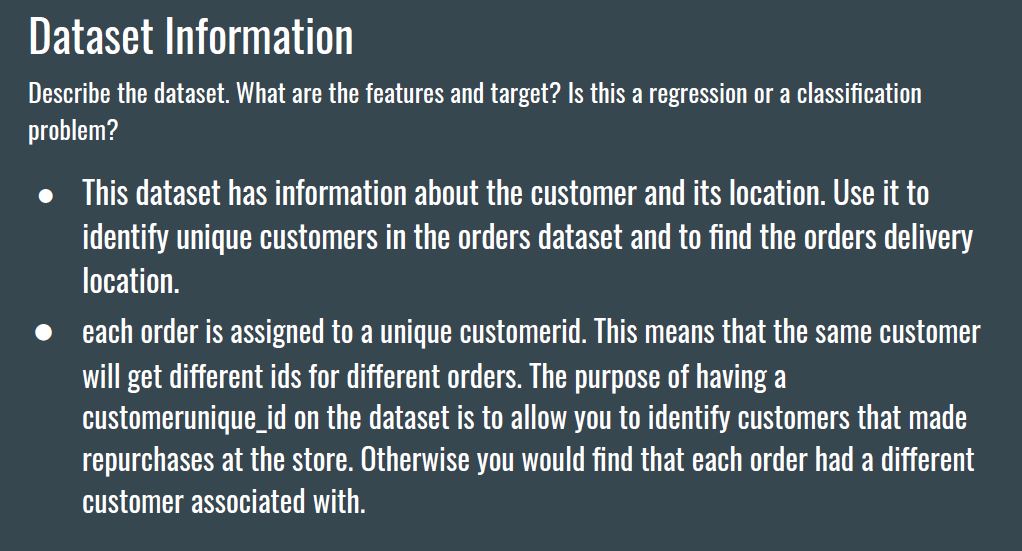 Dataset Information
Describe the dataset. What are the features and target? Is this a regression or a classification
problem?
● This dataset has information about the customer and its location. Use it to
identify unique customers in the orders dataset and to find the orders delivery
location.
● each order is assigned to a unique customerid. This means that the same customer
will get different ids for different orders. The purpose of having a
customerunique_id on the dataset is to allow you to identify customers that made
repurchases at the store. Otherwise you would find that each order had a different
customer associated with.